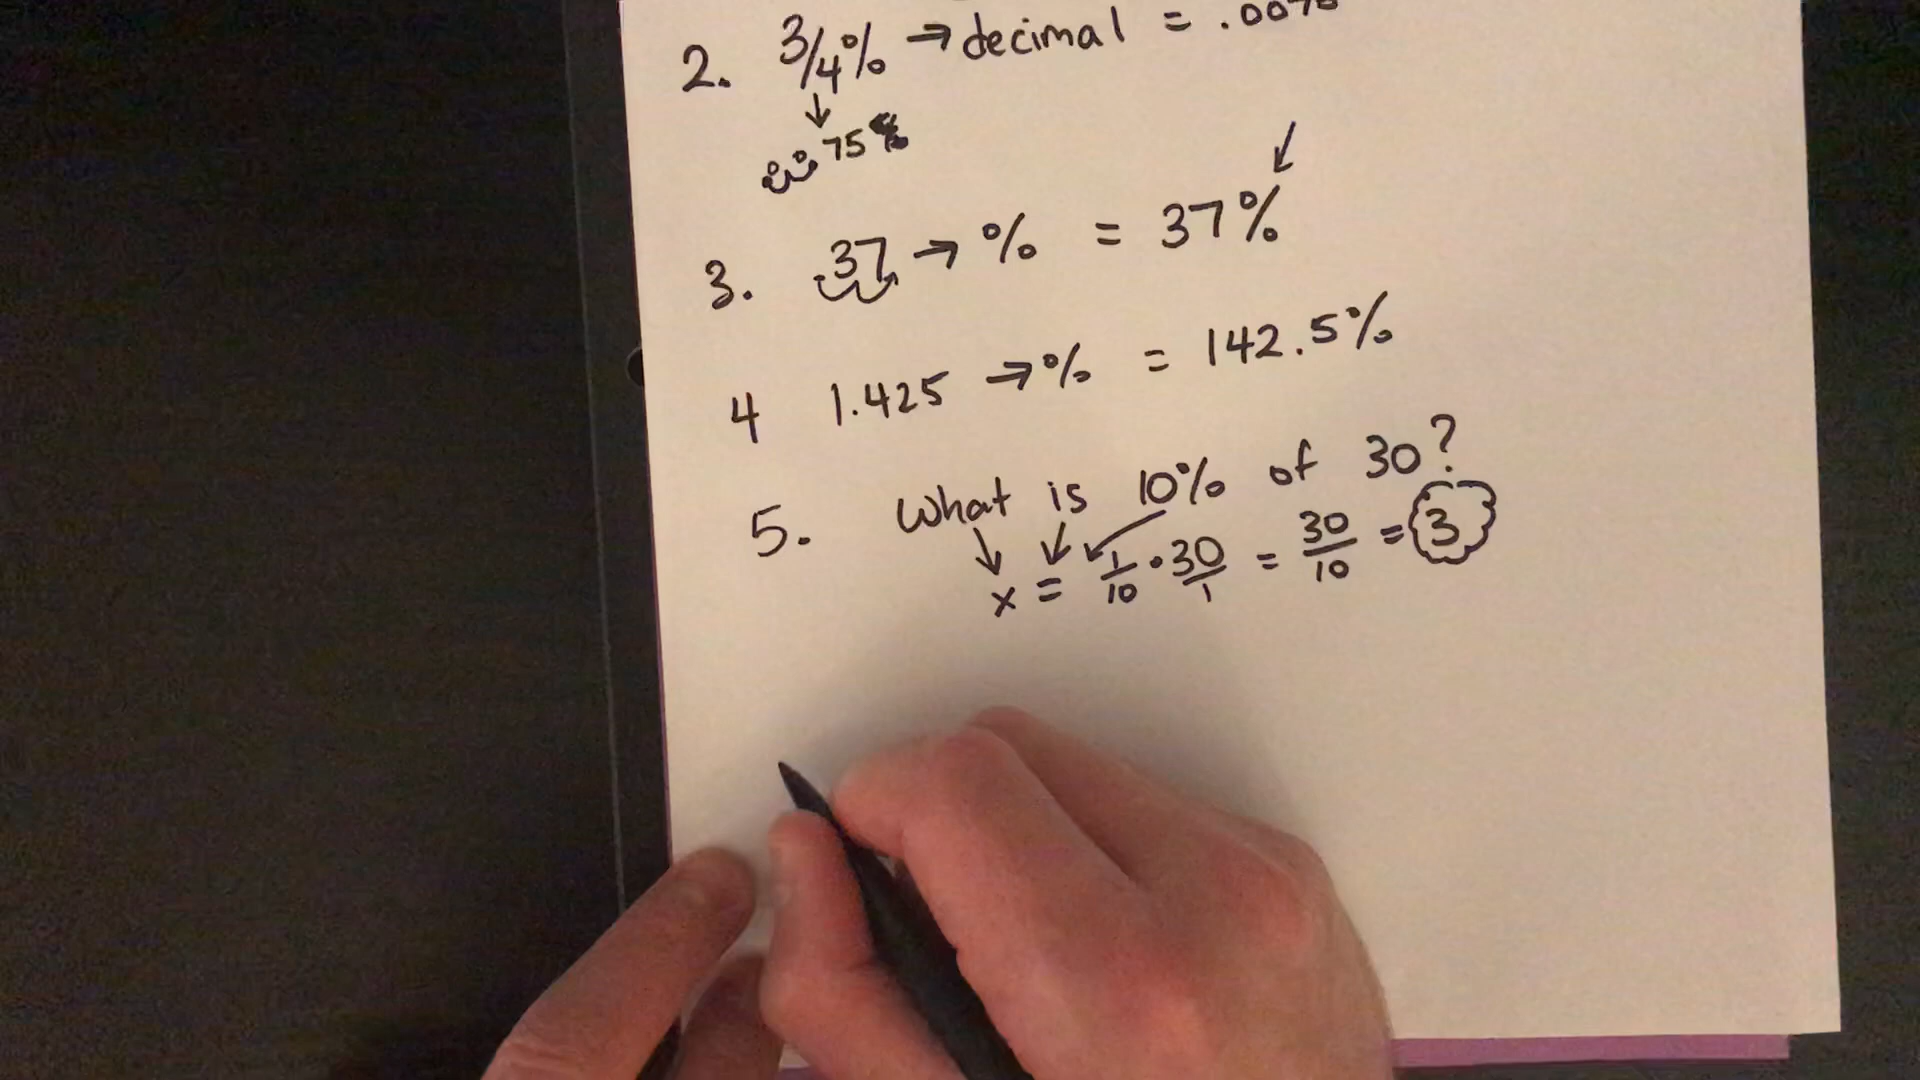 2. 3/4% → decimal = .00
↓
.75%
3. .37 → % = 37%
4 1.425 → % = 142.5%
5. What is 10% of 30?
x = 1/10 · 30/1 = 30/10 = 3